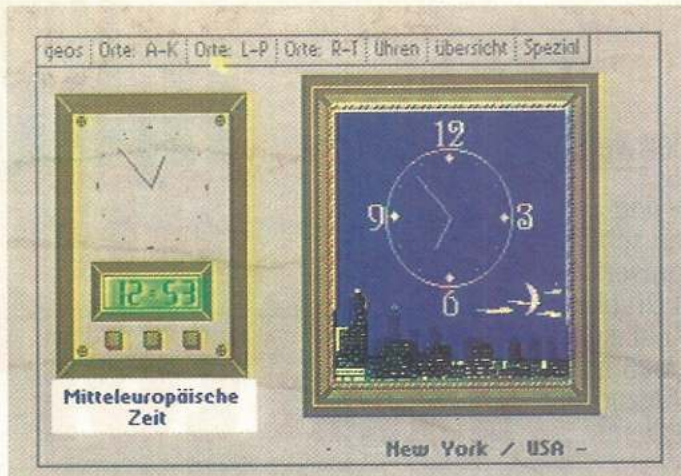 geos Orte: A-K Orte: L-P Orte: R-T Uhren übersicht Spezial
12
9 3
6
12:53
Mitteleuropäische
Zeit
New York / USA -